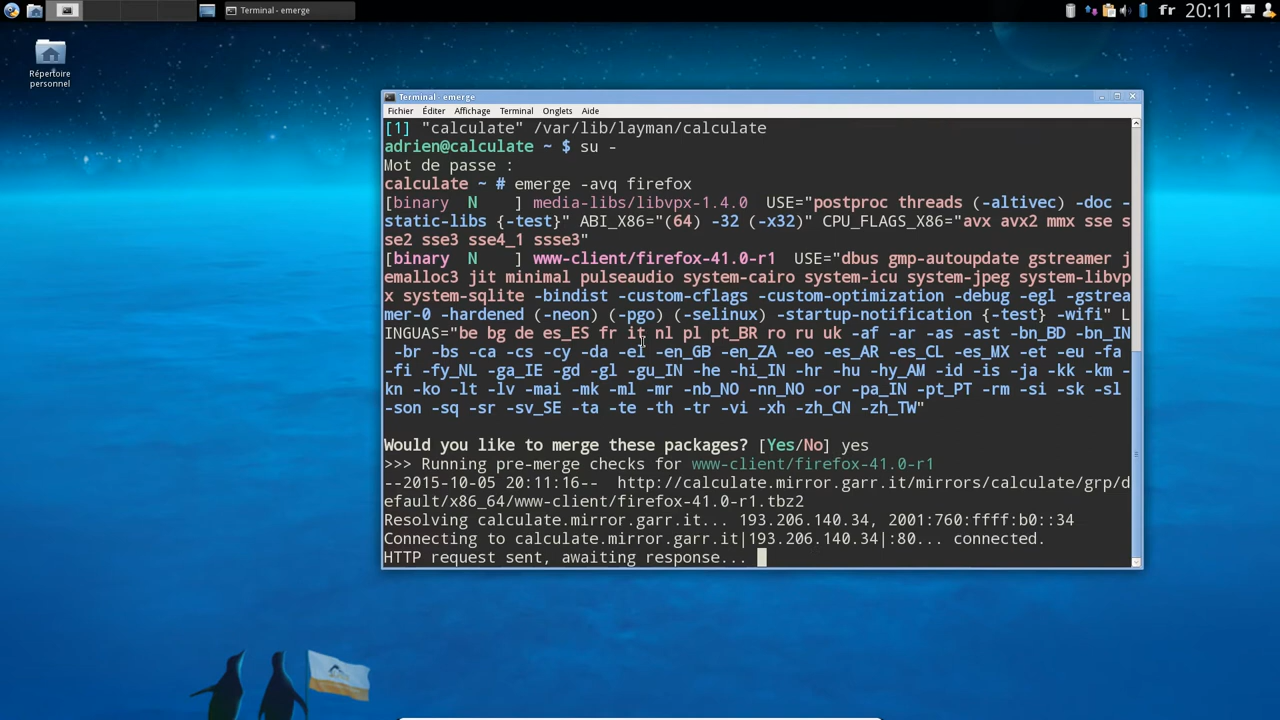 Terminal - emerge
fr 20:11
Répertoire
personnel
Terminal - emerge
Fichier Éditer Affichage Terminal Onglets Aide
[1] "calculate" /var/lib/layman/calculate
adrien@calculate ~ $ su -
Mot de passe :
calculate ~ # emerge -avq firefox
[binary  N    ] media-libs/libvpx-1.4.0  USE="postproc threads (-altivec) -doc -
static-libs {-test}" ABI_X86="(64) -32 (-x32)" CPU_FLAGS_X86="avx avx2 mmx sse s
se2 sse3 sse4_1 ssse3"
[binary  N    ] www-client/firefox-41.0-r1  USE="dbus gmp-autoupdate gstreamer j
emalloc3 jit minimal pulseaudio system-cairo system-icu system-jpeg system-libvp
x system-sqlite -bindist -custom-cflags -custom-optimization -debug -egl -gstrea
mer-0 -hardened (-neon) (-pgo) (-selinux) -startup-notification {-test} -wifi" L
INGUAS="be bg de es_ES fr it nl pl pt_BR ro ru uk -af -ar -as -ast -bn_BD -bn_IN
-br -bs -ca -cs -cy -da -el -en_GB -en_ZA -eo -es_AR -es_CL -es_MX -et -eu -fa
-fi -fy_NL -ga_IE -gd -gl -gu_IN -he -hi_IN -hr -hu -hy_AM -id -is -ja -kk -km -
kn -ko -lt -lv -mai -mk -ml -mr -nb_NO -nn_NO -or -pa_IN -pt_PT -rm -si -sk -sl
-son -sq -sr -sv_SE -ta -te -th -tr -vi -xh -zh_CN -zh_TW"
Would you like to merge these packages? [Yes/No] yes
>>> Running pre-merge checks for www-client/firefox-41.0-r1
--2015-10-05 20:11:16--  http://calculate.mirror.garr.it/mirrors/calculate/grp/d
efault/x86_64/www-client/firefox-41.0-r1.tbz2
Resolving calculate.mirror.garr.it... 193.206.140.34, 2001:760:ffff:b0::34
Connecting to calculate.mirror.garr.it|193.206.140.34|:80... connected.
HTTP request sent, awaiting response...